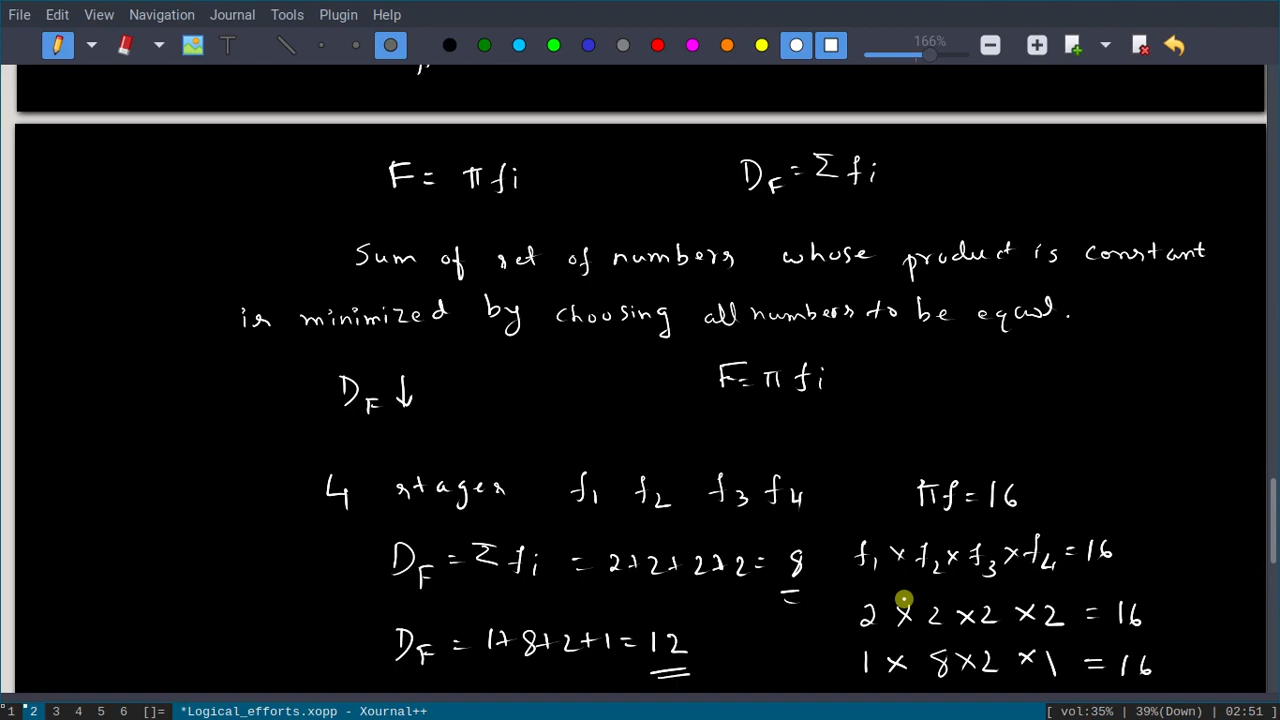 File Edit View Navigation Journal Tools Plugin Help
166%
F = π fi
D_F = Σ fi
Sum of set of numbers whose product is constant
is minimized by choosing all numbers to be equal.
D_F ↓
F = π fi
4 stages f1 f2 f3 f4
πf = 16
D_F = Σ fi = 2+2+2+2 = 8
f1 × f2 × f3 × f4 = 16
2 × 2 × 2 × 2 = 16
D_F = 1+8+2+1 = 12
1 × 8 × 2 × 1 = 16
1 2 3 4 5 6 []= *Logical_efforts.xopp - Xournal++ [ vol:35% | 39%(Down) | 02:51 ]